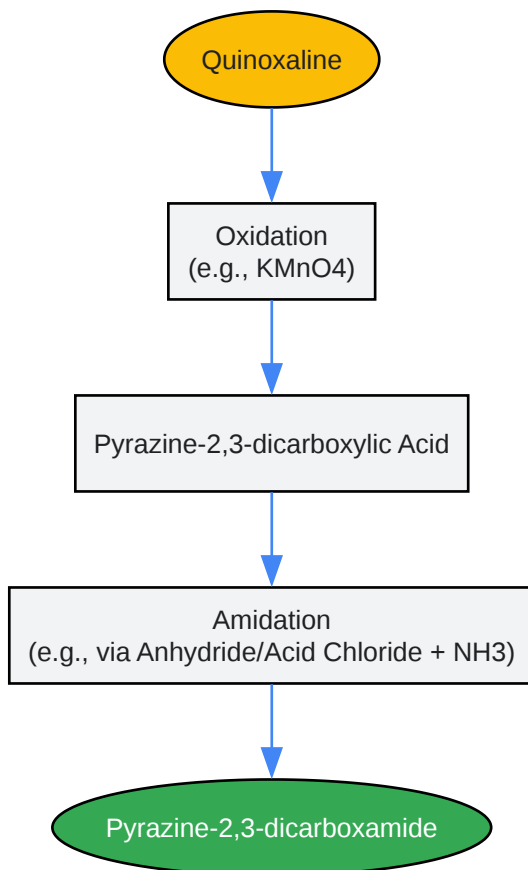 Quinoxaline
Oxidation
(e.g., KMnO4)
Pyrazine-2,3-dicarboxylic Acid
Amidation
(e.g., via Anhydride/Acid Chloride + NH3)
Pyrazine-2,3-dicarboxamide